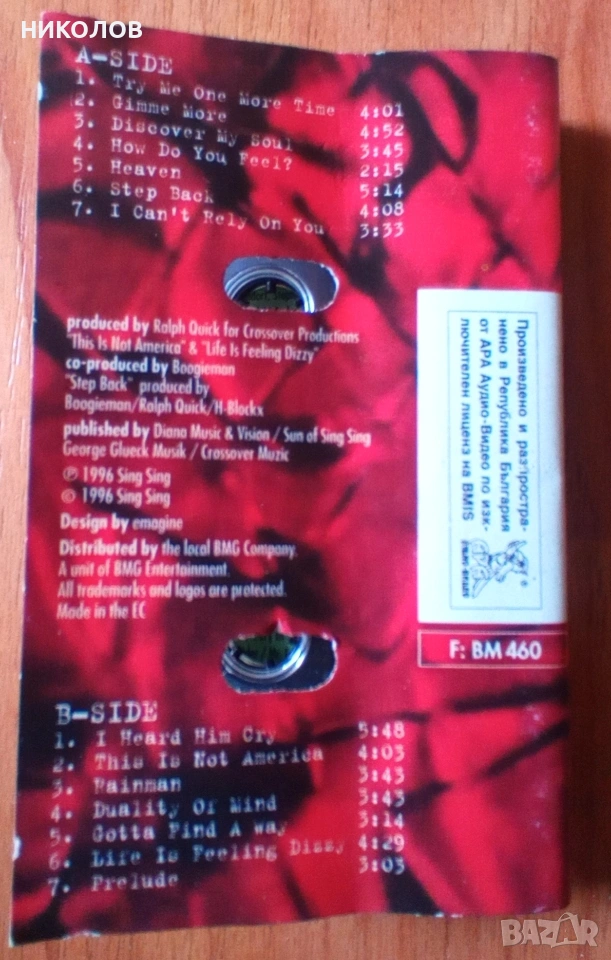 НИКОЛОВ
A-SIDE
1. Try Me One More Time 4:01
2. Gimme More 4:52
3. Discover My Soul 3:45
4. How Do You Feel? 2:15
5. Heaven 5:14
6. Step Back 4:08
7. I Can't Rely On You 3:33
produced by Ralph Quick for Crossover Productions
"This Is Not America" & "Life Is Feeling Dizzy"
co-produced by Boogieman
"Step Back" produced by
Boogieman/Ralph Quick/H-Blockx
published by Diana Music & Vision / Sun of Sing Sing
George Glueck Musik / Crossover Muzic
℗ 1996 Sing Sing
© 1996 Sing Sing
Design by emagine
Distributed by the local BMG Company.
A unit of BMG Entertainment.
All trademarks and logos are protected.
Made in the EC
Произведено и разпростра-
нено в Република България
от АРА Аудио-Видео по изк-
лючителен лиценз на BMIS
F: BM 460
B-SIDE
1. I Heard Him Cry 5:48
2. This Is Not America 4:03
3. Rainman 3:43
4. Duality Of Mind 3:43
5. Gotta Find A Way 3:14
6. Life Is Feeling Dizzy 4:29
7. Prelude 3:03
BAZAR